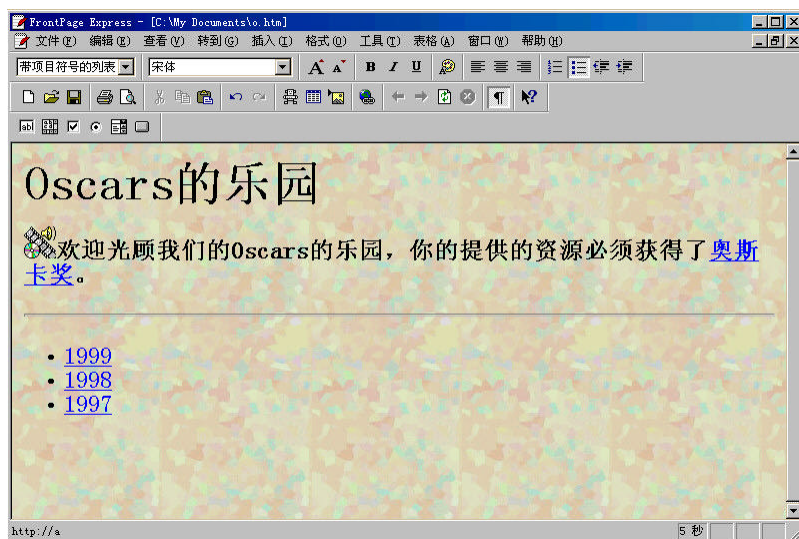 FrontPage Express - [C:\My Documents\o.htm]
文件(F) 编辑(E) 查看(V) 转到(G) 插入(I) 格式(O) 工具(T) 表格(A) 窗口(W) 帮助(H)
带项目符号的列表 宋体 A A B I U
abl
Oscars的乐园
欢迎光顾我们的Oscars的乐园，你的提供的资源必须获得了奥斯
卡奖。
• 1999
• 1998
• 1997
http://a 5 秒